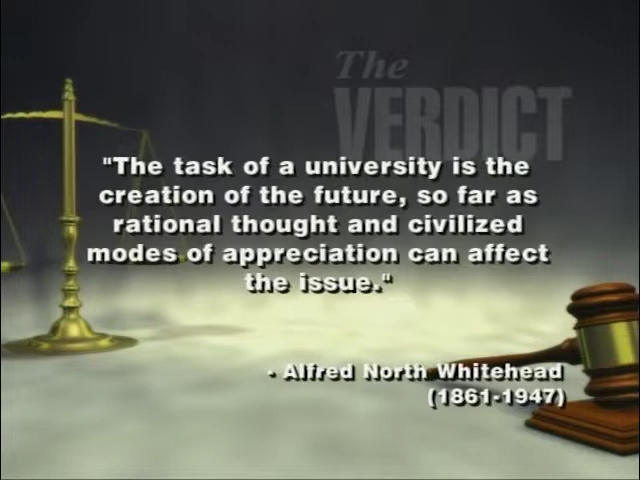 The
VERDICT
"The task of a university is the
creation of the future, so far as
rational thought and civilized
modes of appreciation can affect
the issue."
- Alfred North Whitehead
(1861-1947)